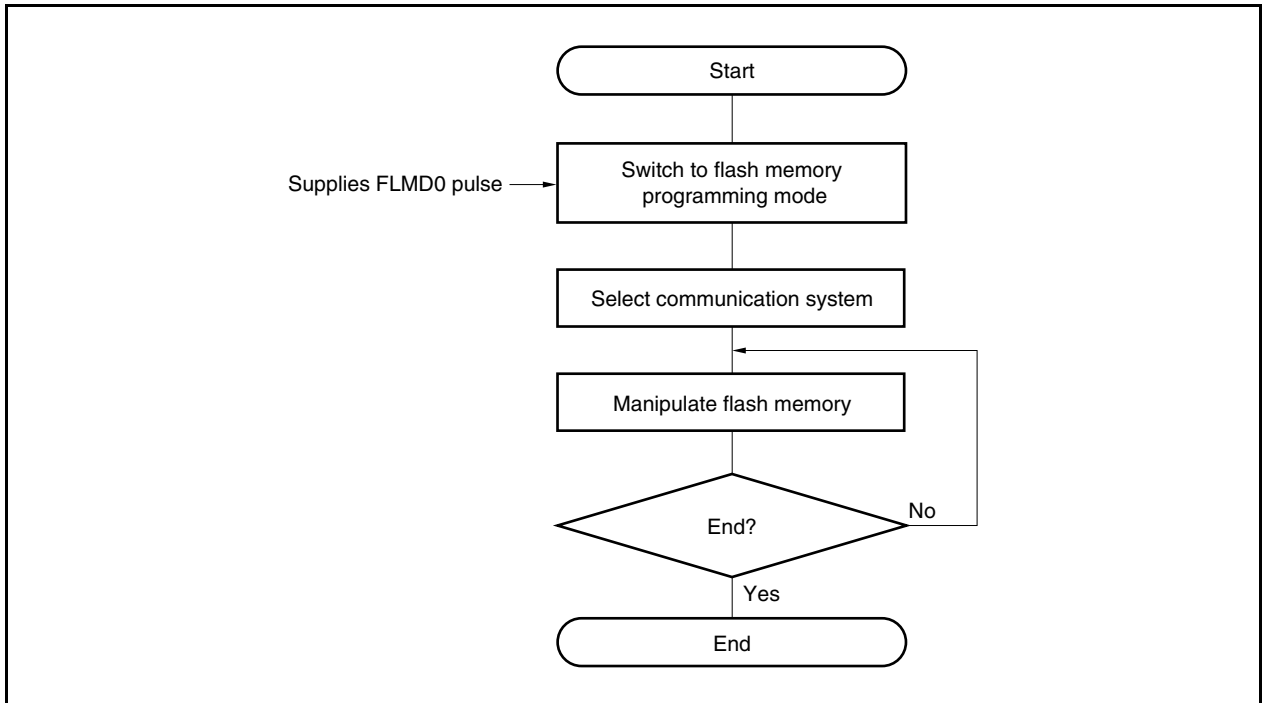 Start
Supplies FLMD0 pulse
Switch to flash memory
programming mode
Select communication system
Manipulate flash memory
End?
No
Yes
End